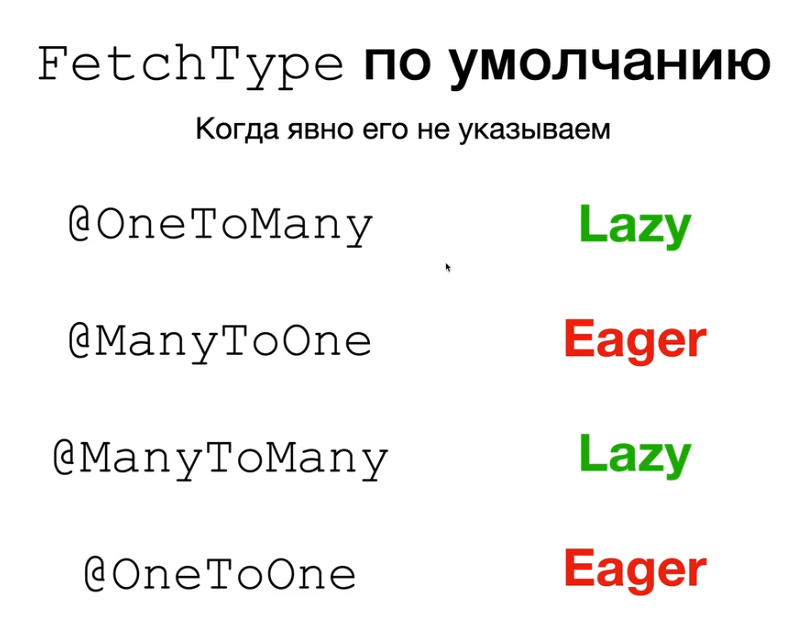 FetchType по умолчанию
Когда явно его не указываем
@OneToMany Lazy
@ManyToOne Eager
@ManyToMany Lazy
@OneToOne Eager